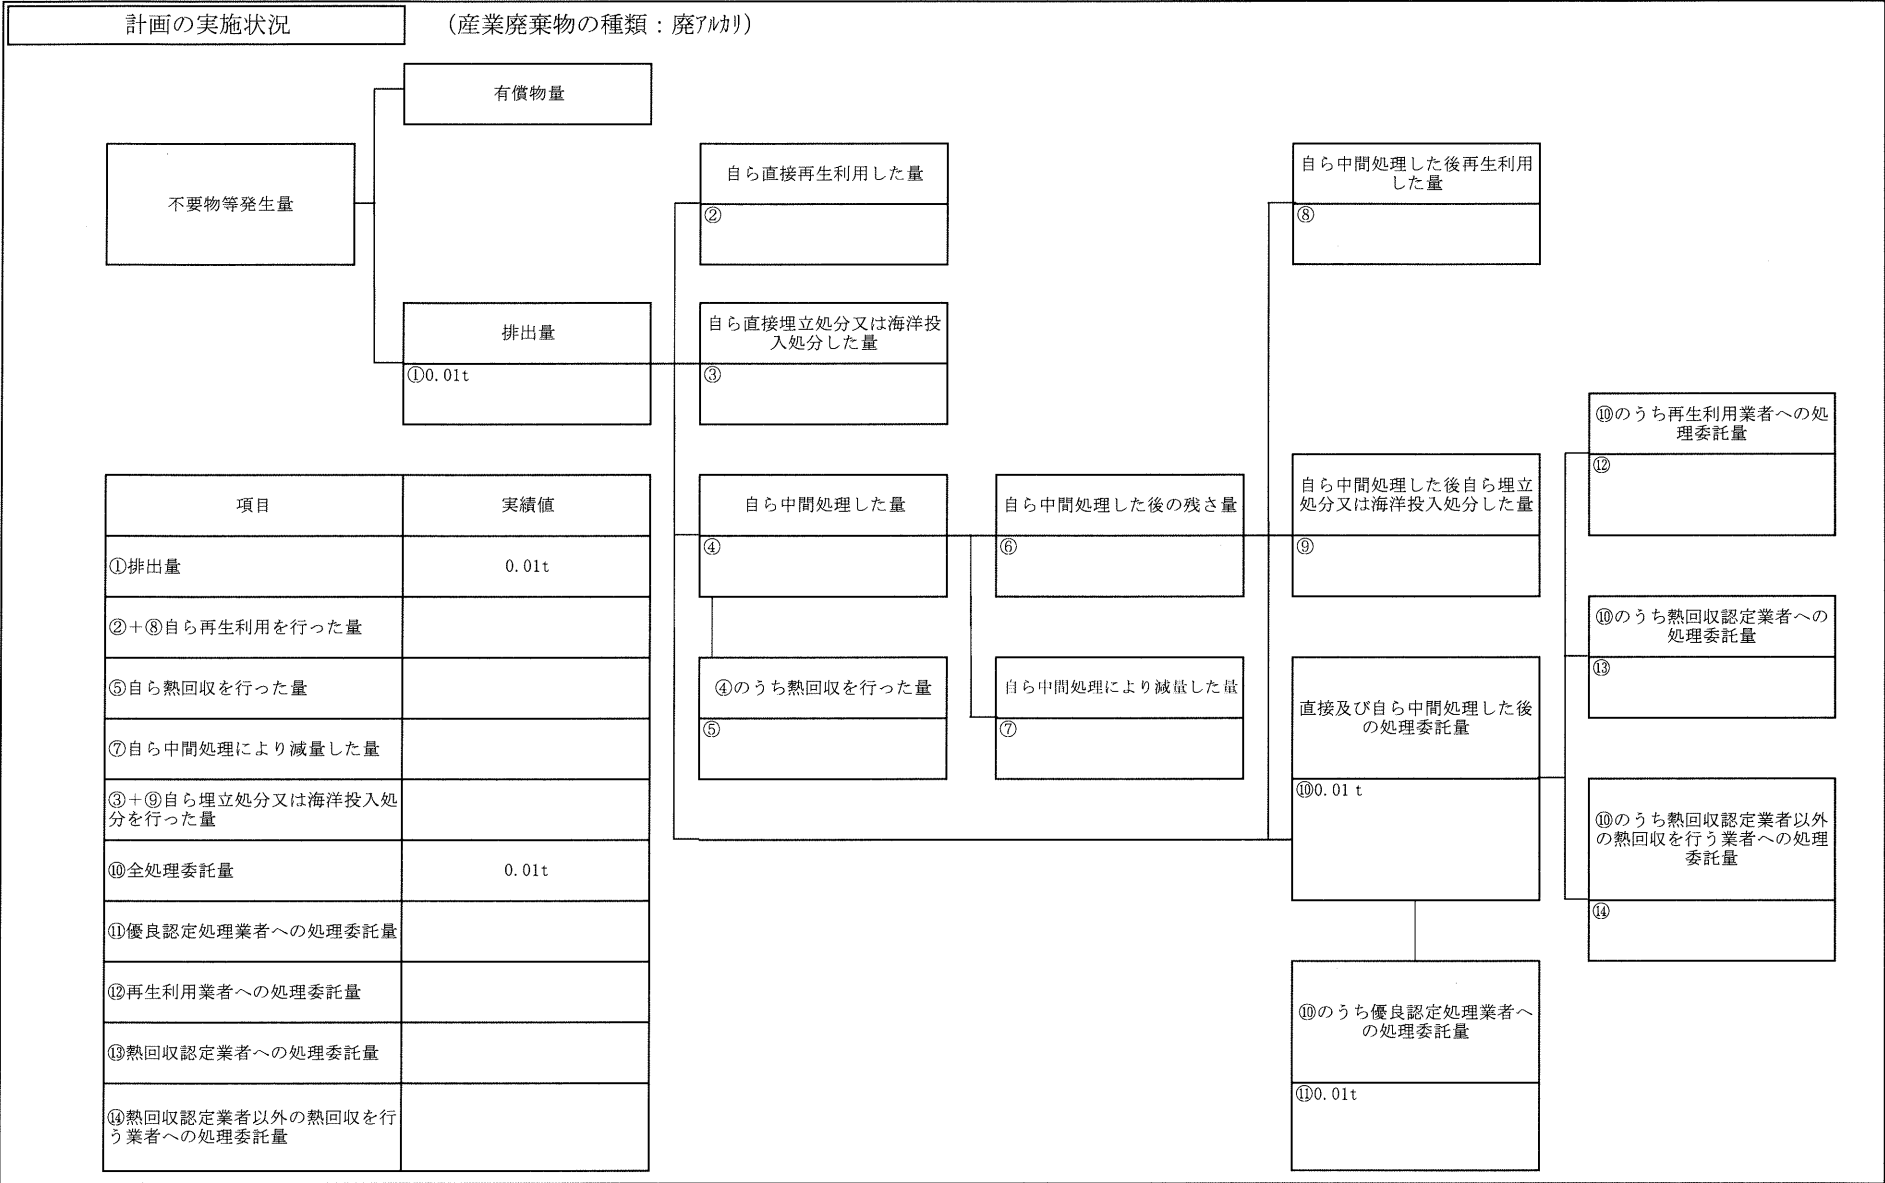 計画の実施状況
（産業廃棄物の種類：廃ｱﾙｶﾘ）
有償物量
不要物等発生量
自ら直接再生利用した量
②
自ら中間処理した後再生利用
した量
⑧
排出量
①0.01t
自ら直接埋立処分又は海洋投
入処分した量
③
⑩のうち再生利用業者への処
理委託量
⑫
自ら中間処理した量
④
自ら中間処理した後の残さ量
⑥
自ら中間処理した後自ら埋立
処分又は海洋投入処分した量
⑨
⑩のうち熱回収認定業者への
処理委託量
⑬
④のうち熱回収を行った量
⑤
自ら中間処理により減量した量
⑦
直接及び自ら中間処理した後
の処理委託量
⑩0.01 t
⑩のうち熱回収認定業者以外
の熱回収を行う業者への処理
委託量
⑭
⑩のうち優良認定処理業者へ
の処理委託量
⑪0.01t
項目 実績値
①排出量 0.01t
②＋⑧自ら再生利用を行った量
⑤自ら熱回収を行った量
⑦自ら中間処理により減量した量
③＋⑨自ら埋立処分又は海洋投入処
分を行った量
⑩全処理委託量 0.01t
⑪優良認定処理業者への処理委託量
⑫再生利用業者への処理委託量
⑬熱回収認定業者への処理委託量
⑭熱回収認定業者以外の熱回収を行
う業者への処理委託量